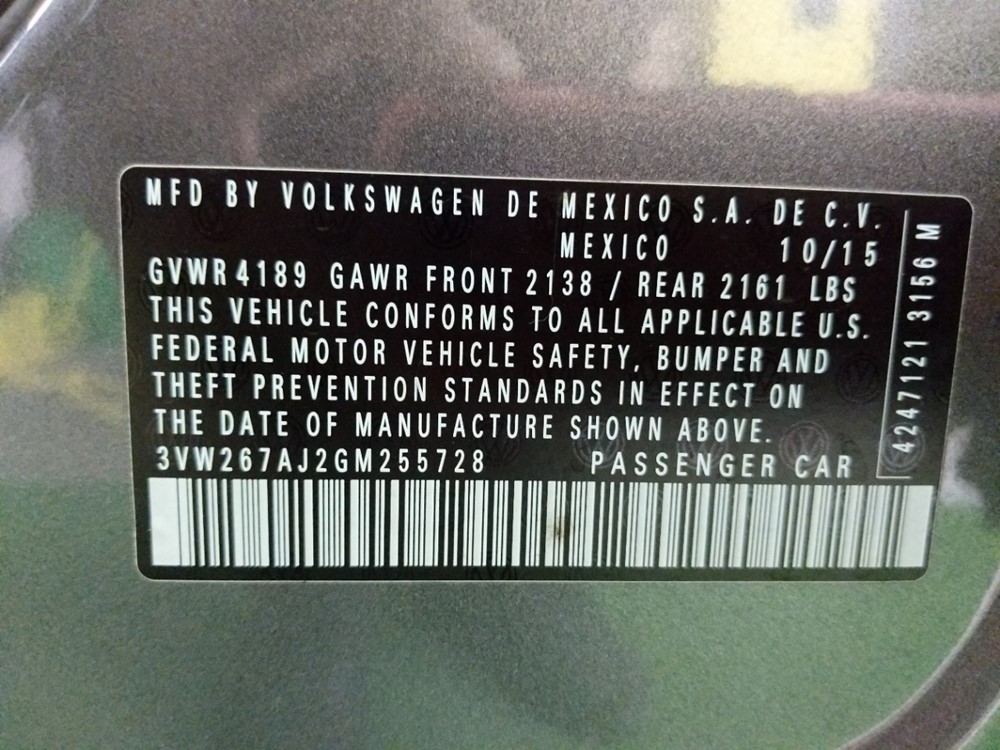 MFD BY VOLKSWAGEN DE MEXICO S.A. DE C.V.
MEXICO 10/15
GVWR 4189 GAWR FRONT 2138 / REAR 2161 LBS
THIS VEHICLE CONFORMS TO ALL APPLICABLE U.S.
FEDERAL MOTOR VEHICLE SAFETY, BUMPER AND
THEFT PREVENTION STANDARDS IN EFFECT ON
THE DATE OF MANUFACTURE SHOWN ABOVE.
3VW267AJ2GM255728 PASSENGER CAR
4247121 3156 M